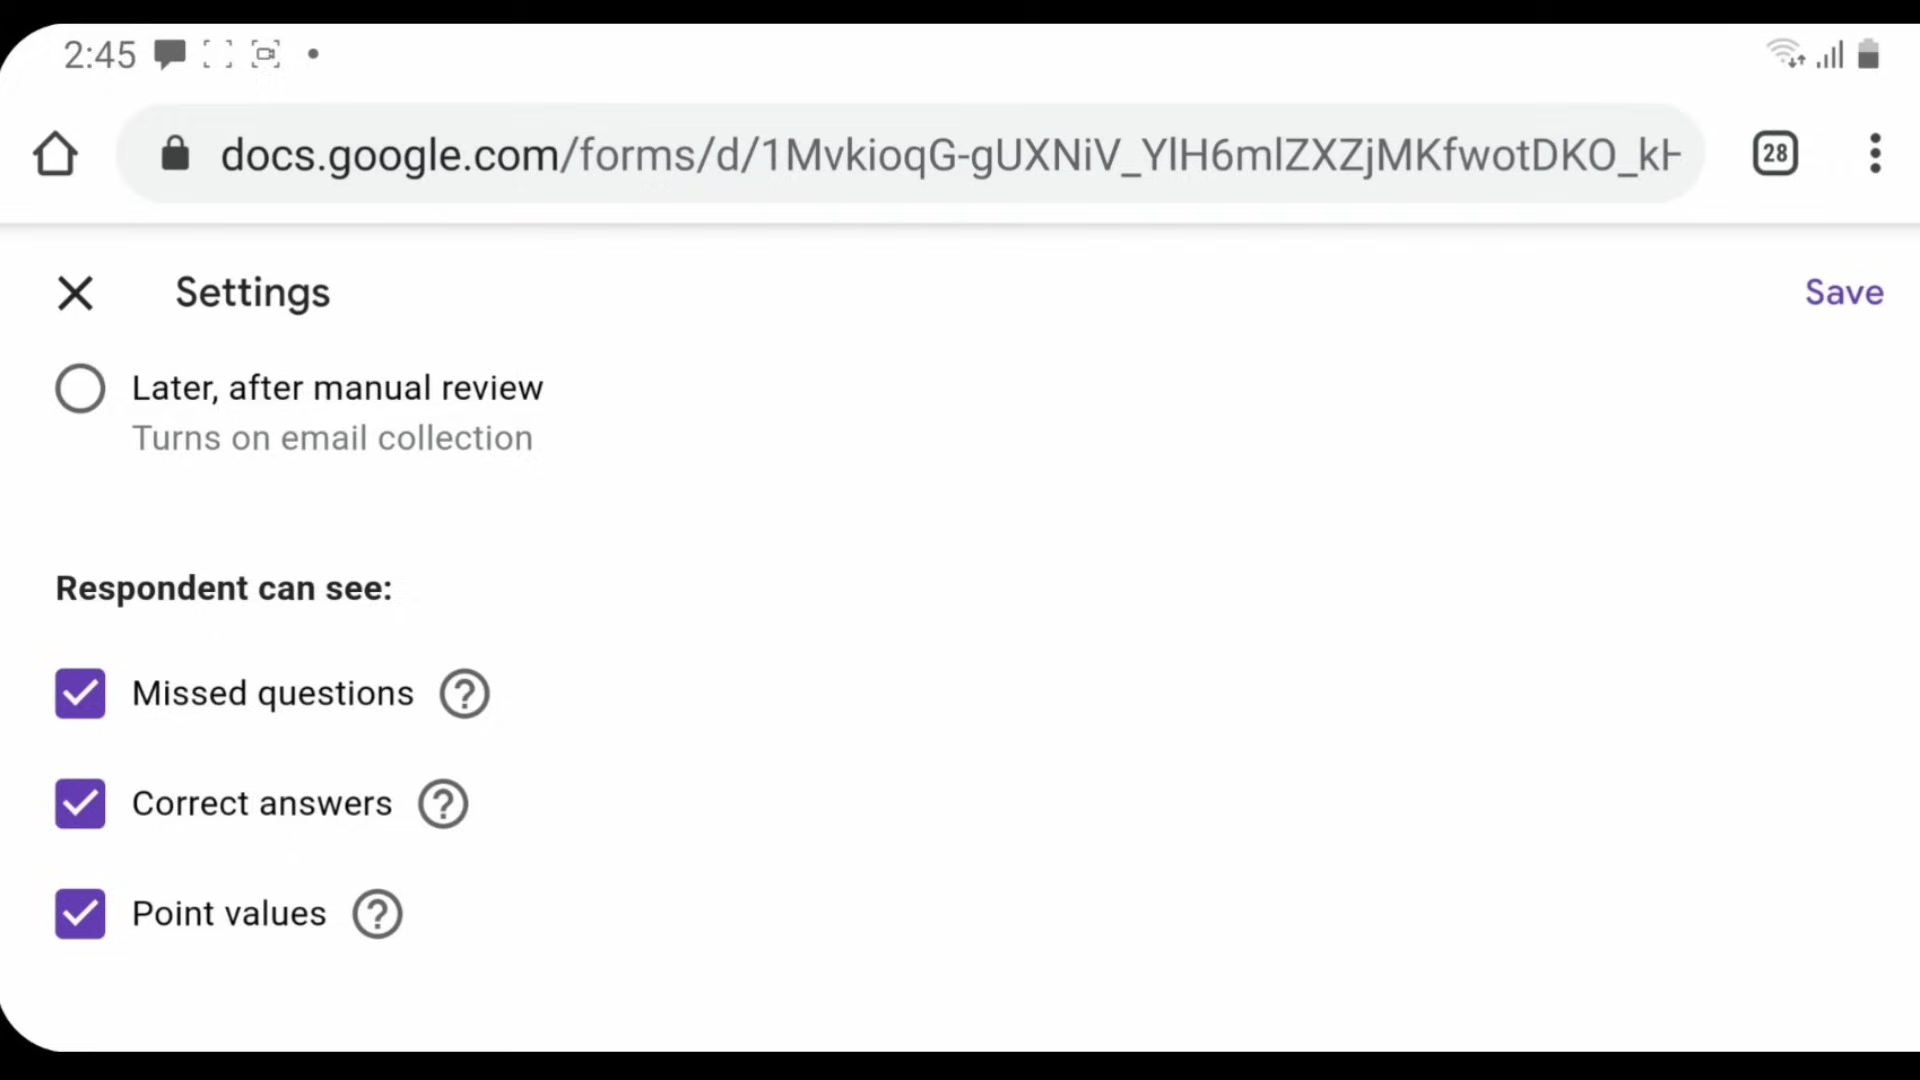 2:45
docs.google.com/forms/d/1MvkioqG-gUXNiV_YlH6mlZXZjMKfwotDKO_kH
28
Settings
Save
Later, after manual review
Turns on email collection
Respondent can see:
Missed questions
Correct answers
Point values